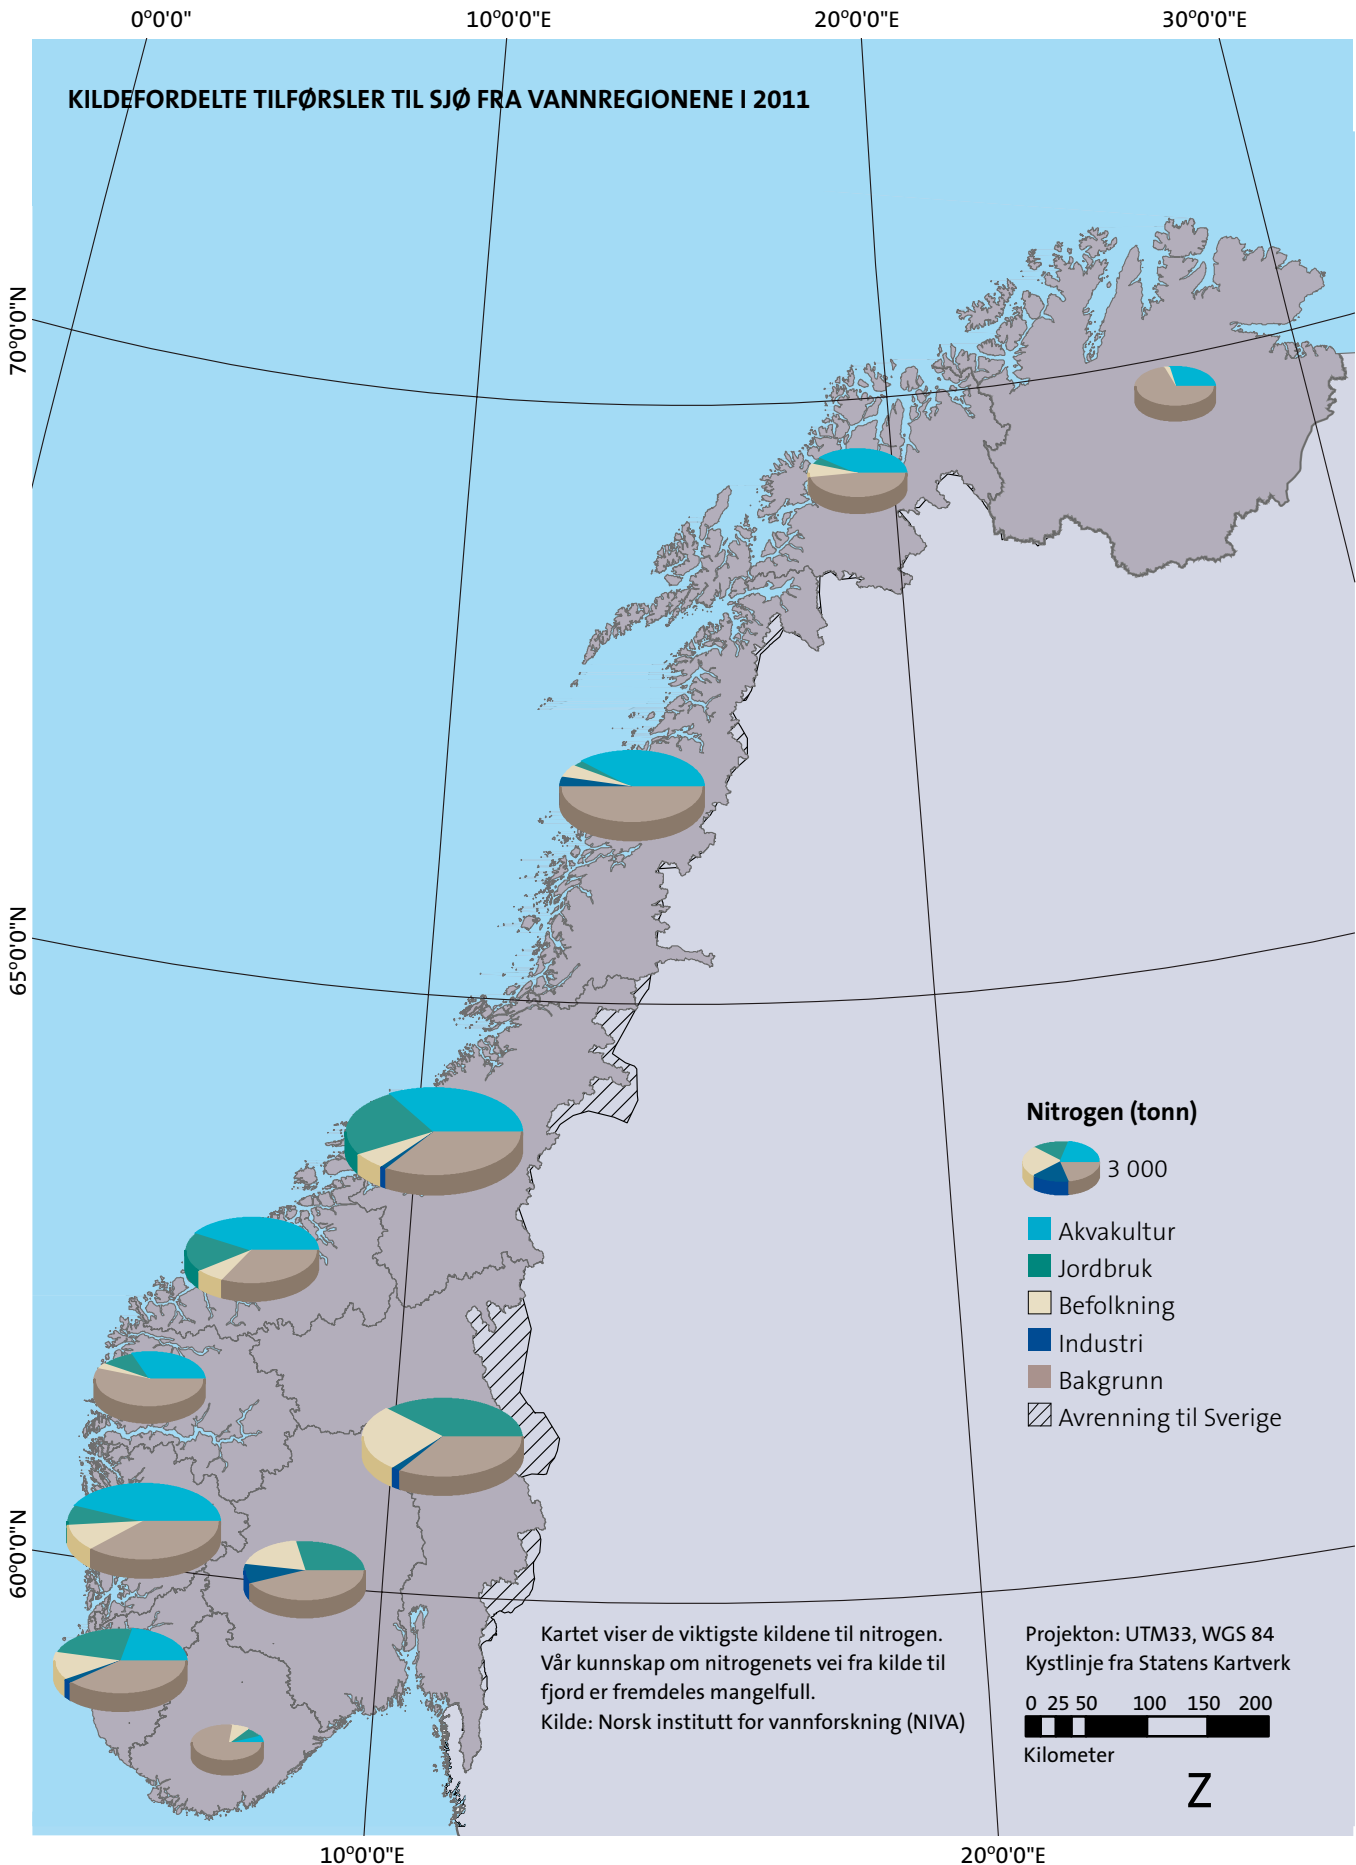 0°0'0"
10°0'0"E
20°0'0"E
30°0'0"E
KILDEFORDELTE TILFØRSLER TIL SJØ FRA VANNREGIONENE I 2011
70°0'0"N
65°0'0"N
60°0'0"N
Nitrogen (tonn)
3 000
Akvakultur
Jordbruk
Befolkning
Industri
Bakgrunn
Avrenning til Sverige
Kartet viser de viktigste kildene til nitrogen.
Vår kunnskap om nitrogenets vei fra kilde til
fjord er fremdeles mangelfull.
Kilde: Norsk institutt for vannforskning (NIVA)
Projekton: UTM33, WGS 84
Kystlinje fra Statens Kartverk
0 25 50 100 150 200
Kilometer
Z
10°0'0"E
20°0'0"E